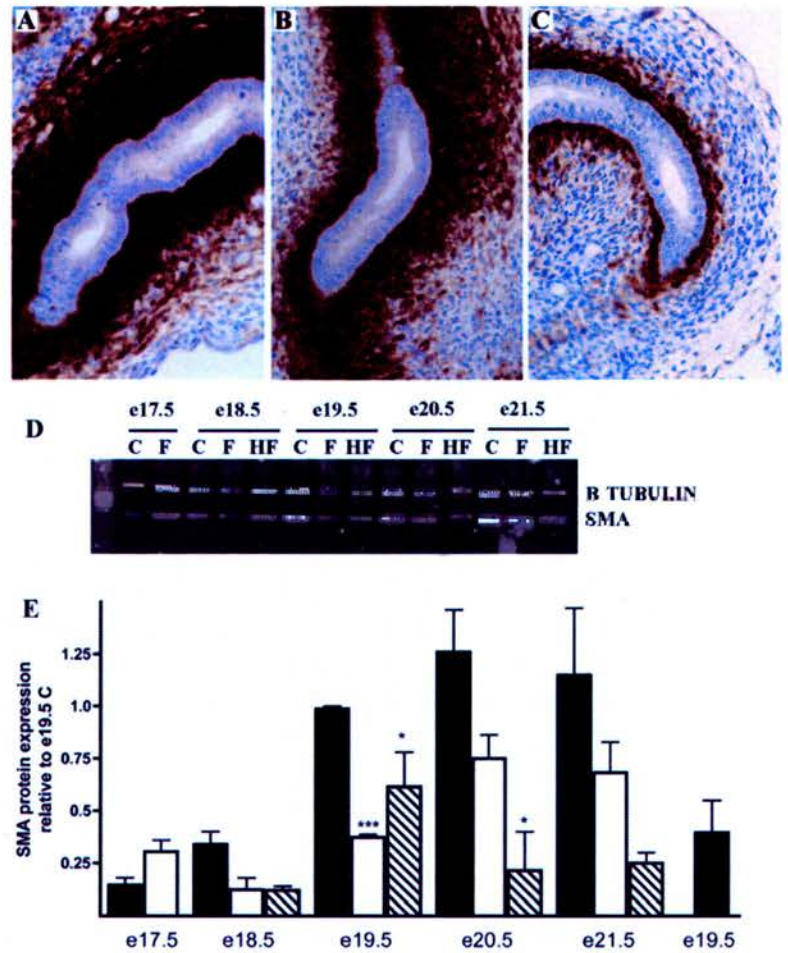 A B C
D
e17.5 e18.5 e19.5 e20.5 e21.5
C F C F HF C F HF C F HF C F HF
B TUBULIN
SMA
E
SMA protein expression
relative to e19.5 C
1.25
1.0
0.75
0.5
0.25
***
*
*
e17.5 e18.5 e19.5 e20.5 e21.5 e19.5